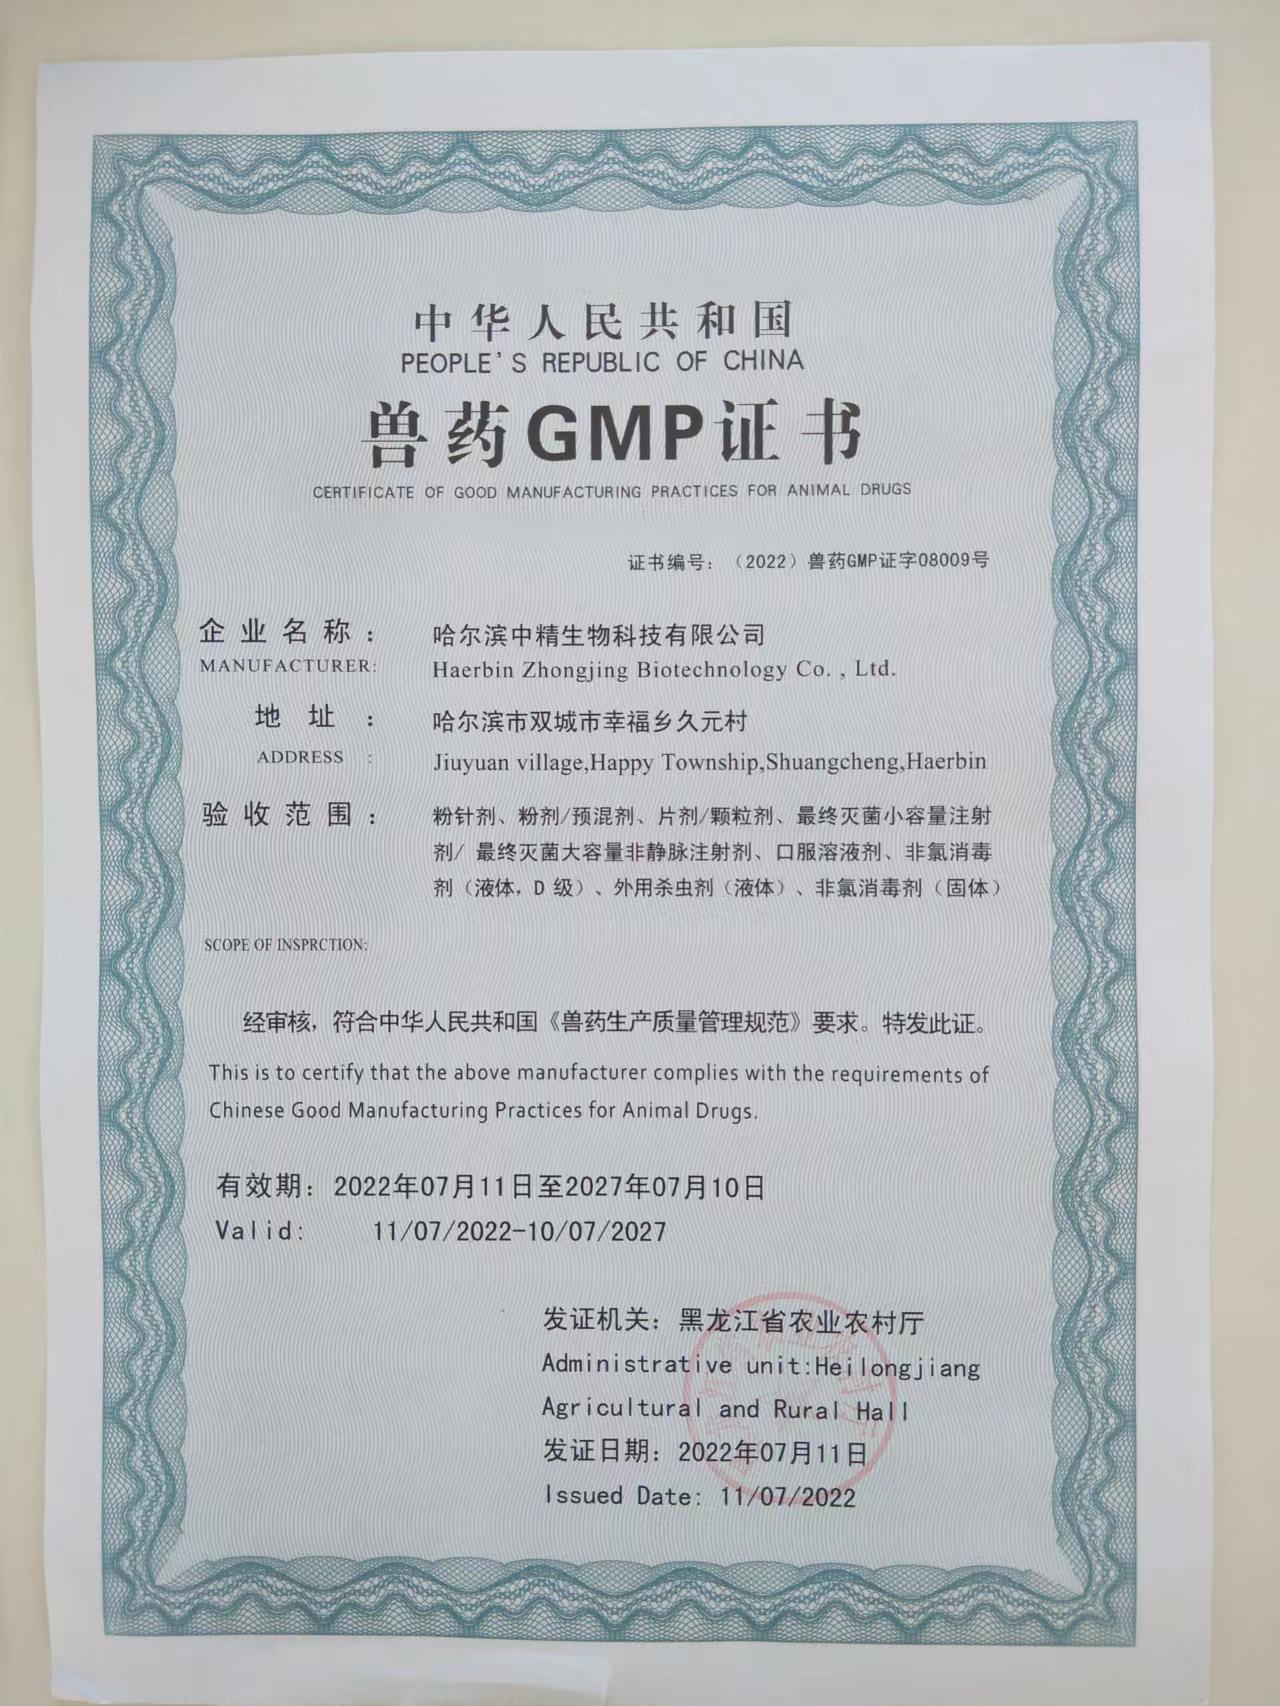 中华人民共和国
PEOPLE'S REPUBLIC OF CHINA
兽药GMP证书
CERTIFICATE OF GOOD MANUFACTURING PRACTICES FOR ANIMAL DRUGS
证书编号：（2022）兽药GMP证字08009号
企业名称： 哈尔滨中精生物科技有限公司
MANUFACTURER: Haerbin Zhongjing Biotechnology Co. , Ltd.
地址： 哈尔滨市双城市幸福乡久元村
ADDRESS : Jiuyuan village,Happy Township,Shuangcheng,Haerbin
验收范围： 粉针剂、粉剂/预混剂、片剂/颗粒剂、最终灭菌小容量注射
剂/ 最终灭菌大容量非静脉注射剂、口服溶液剂、非氯消毒
剂（液体，D 级）、外用杀虫剂（液体）、非氯消毒剂（固体）
SCOPE OF INSPRCTION:
经审核，符合中华人民共和国《兽药生产质量管理规范》要求。特发此证。
This is to certify that the above manufacturer complies with the requirements of
Chinese Good Manufacturing Practices for Animal Drugs.
有效期：2022年07月11日至2027年07月10日
Valid: 11/07/2022-10/07/2027
发证机关：黑龙江省农业农村厅
Administrative unit:Heilongjiang
Agricultural and Rural Hall
发证日期：2022年07月11日
Issued Date: 11/07/2022